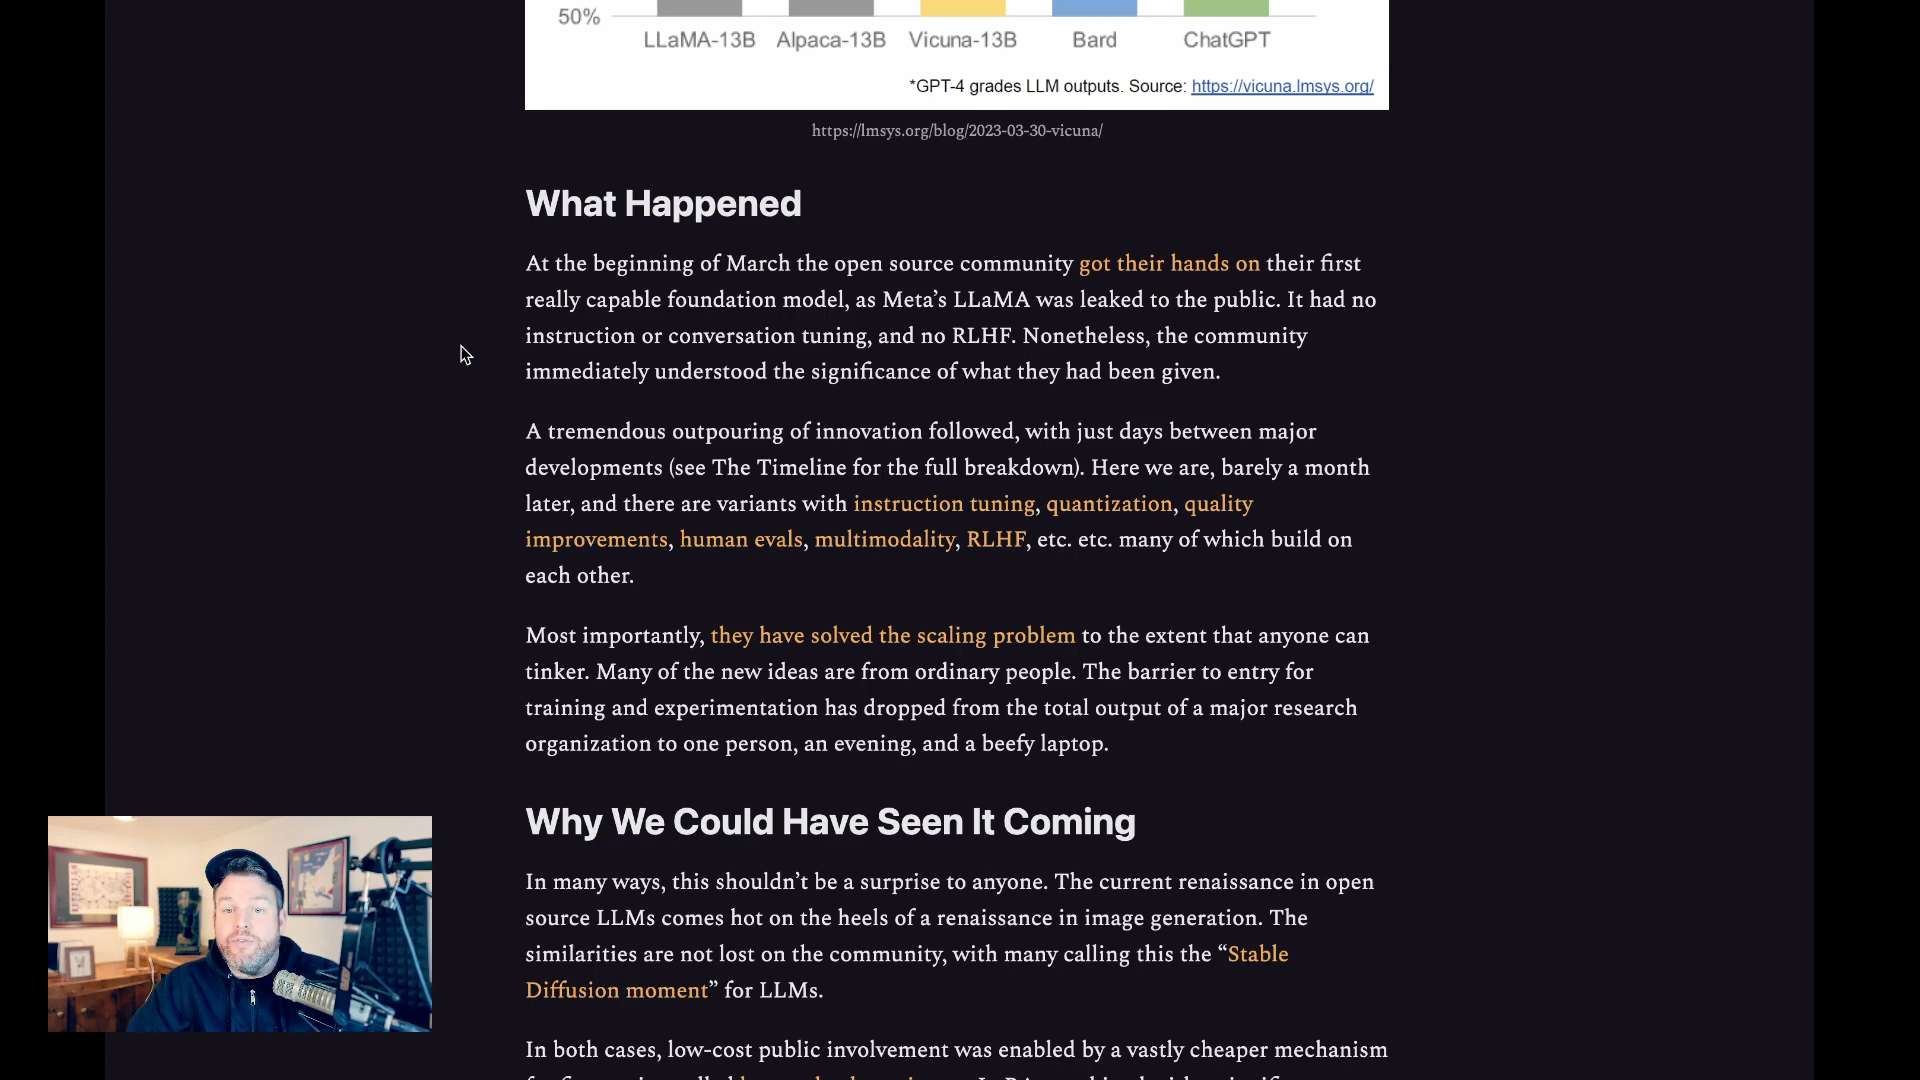 50%
LLaMA-13B Alpaca-13B Vicuna-13B Bard ChatGPT
*GPT-4 grades LLM outputs. Source: https://vicuna.lmsys.org/
https://lmsys.org/blog/2023-03-30-vicuna/
What Happened
At the beginning of March the open source community got their hands on their first
really capable foundation model, as Meta’s LLaMA was leaked to the public. It had no
instruction or conversation tuning, and no RLHF. Nonetheless, the community
immediately understood the significance of what they had been given.
A tremendous outpouring of innovation followed, with just days between major
developments (see The Timeline for the full breakdown). Here we are, barely a month
later, and there are variants with instruction tuning, quantization, quality
improvements, human evals, multimodality, RLHF, etc. etc. many of which build on
each other.
Most importantly, they have solved the scaling problem to the extent that anyone can
tinker. Many of the new ideas are from ordinary people. The barrier to entry for
training and experimentation has dropped from the total output of a major research
organization to one person, an evening, and a beefy laptop.
Why We Could Have Seen It Coming
In many ways, this shouldn’t be a surprise to anyone. The current renaissance in open
source LLMs comes hot on the heels of a renaissance in image generation. The
similarities are not lost on the community, with many calling this the “Stable
Diffusion moment” for LLMs.
In both cases, low-cost public involvement was enabled by a vastly cheaper mechanism